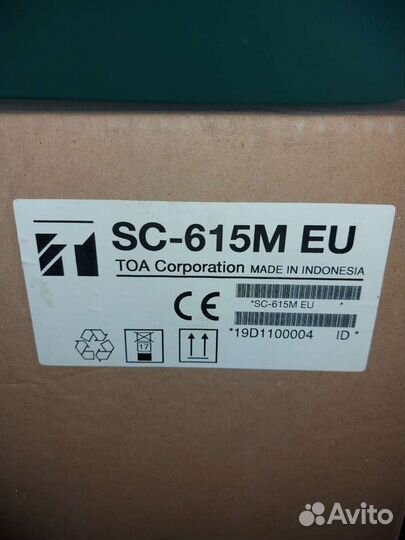 SC-615M EU
TOA Corporation MADE IN INDONESIA
*SC-615M EU *
*19D1100004 ID *
17
Avito